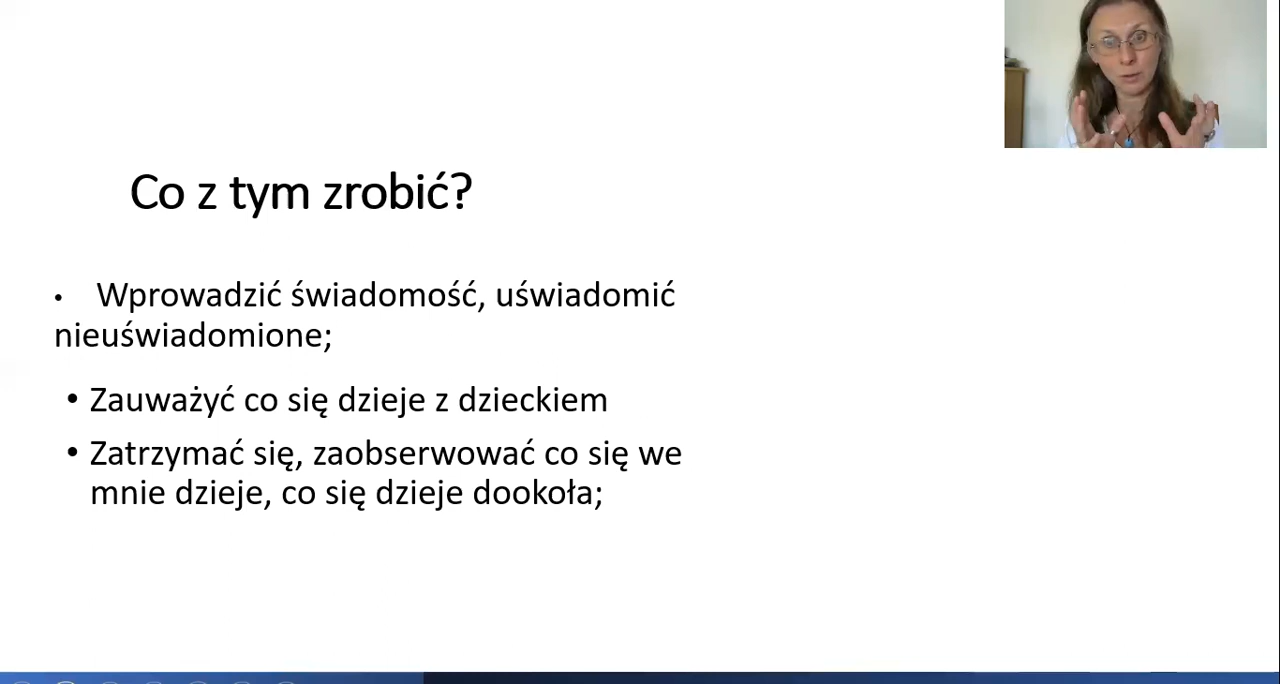 Co z tym zrobić?
• Wprowadzić świadomość, uświadomić
nieuświadomione;
• Zauważyć co się dzieje z dzieckiem
• Zatrzymać się, zaobserwować co się we
mnie dzieje, co się dzieje dookoła;